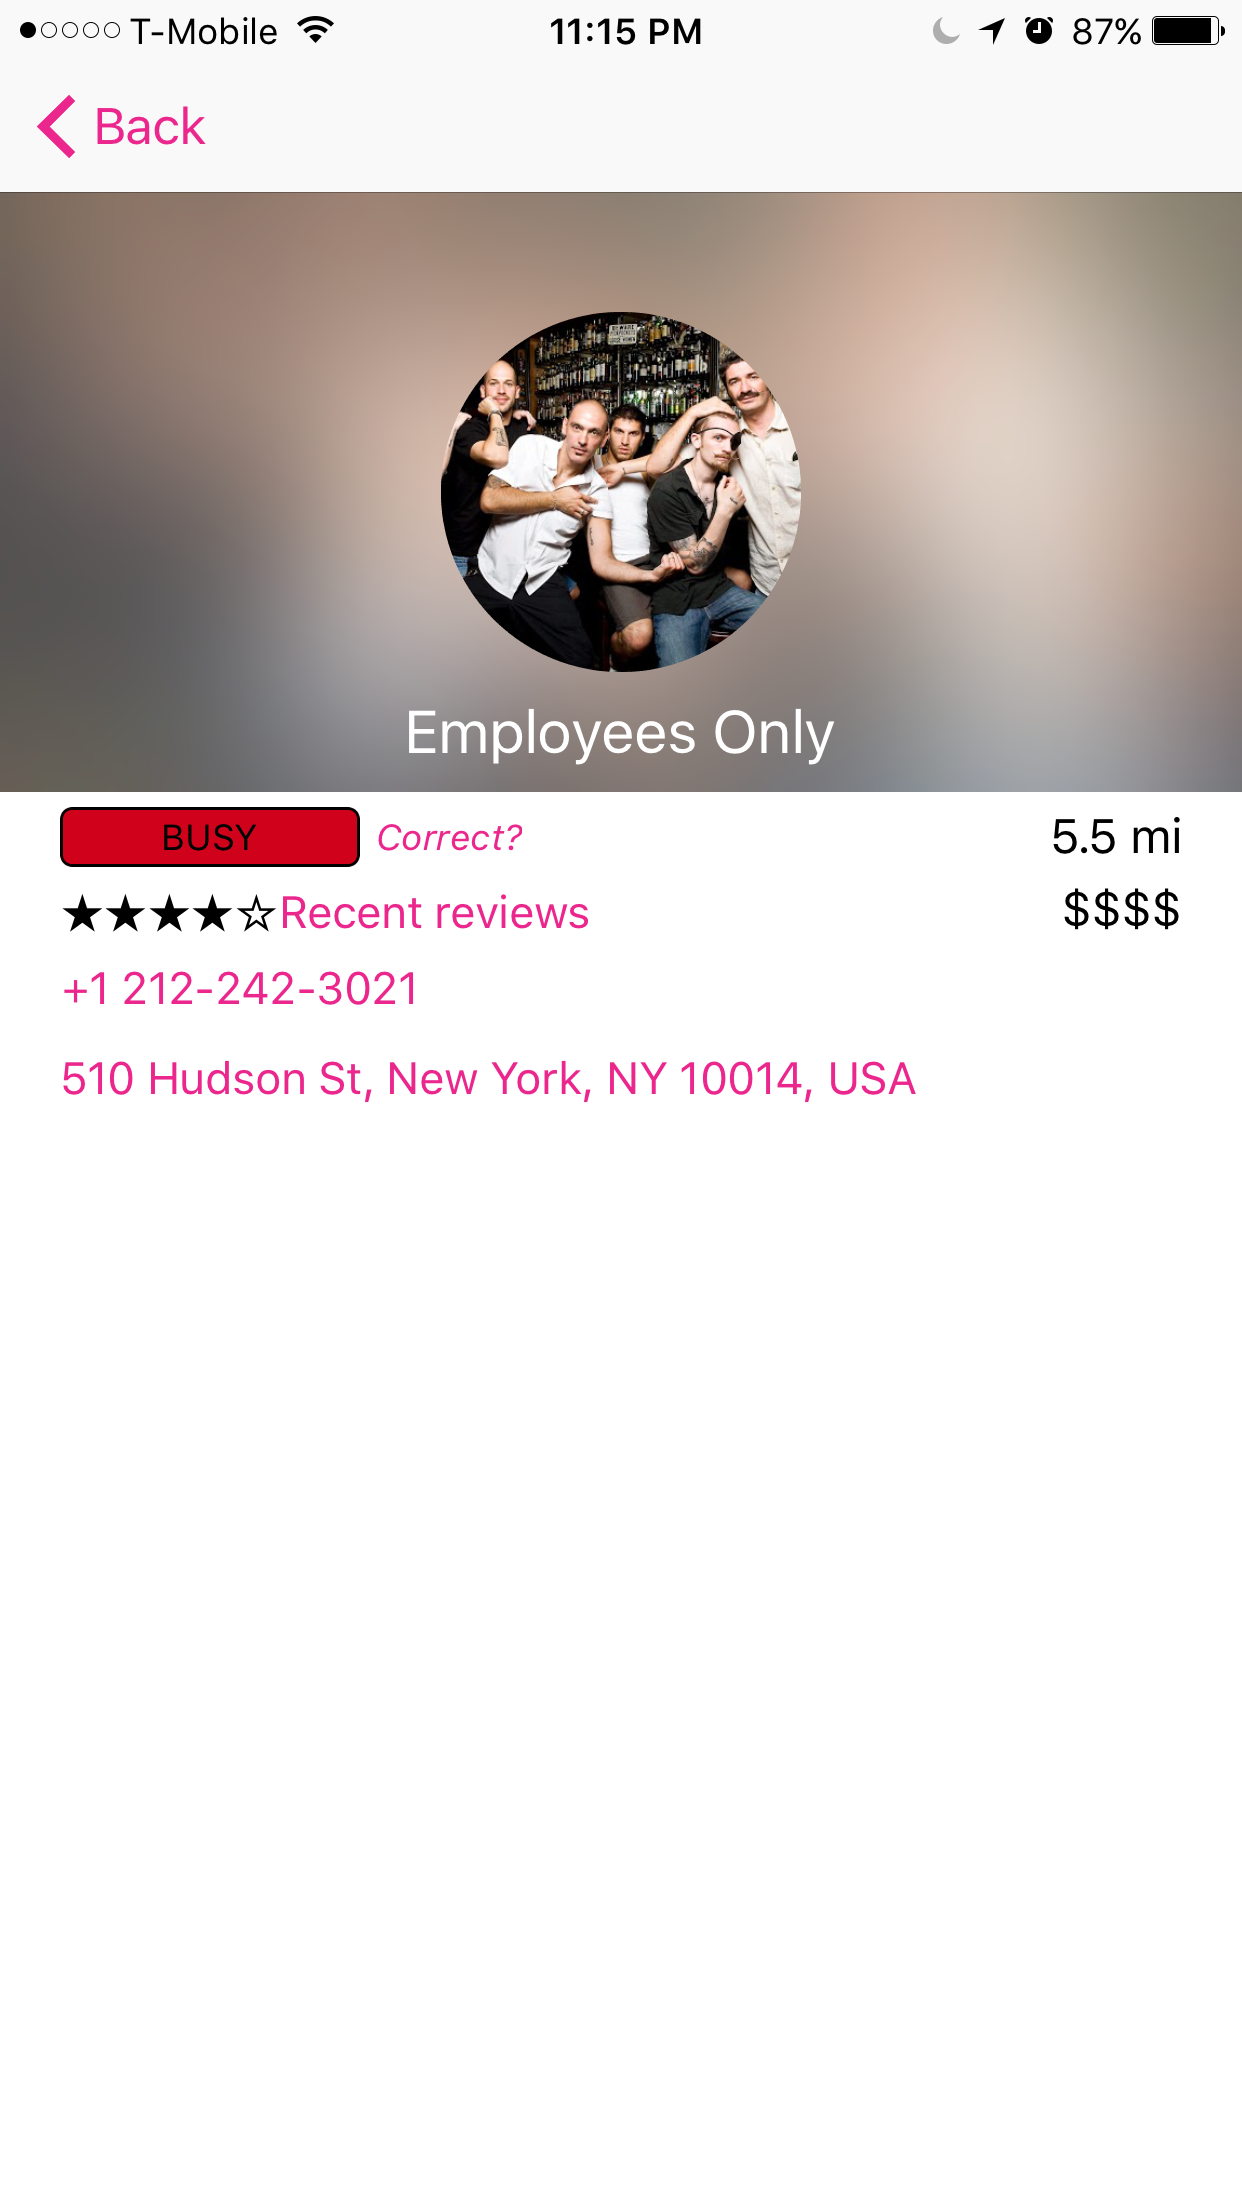 T-Mobile 11:15 PM 87%
Back
Employees Only
BUSY Correct? 5.5 mi
★★★★☆Recent reviews $$$$
+1 212-242-3021
510 Hudson St, New York, NY 10014, USA